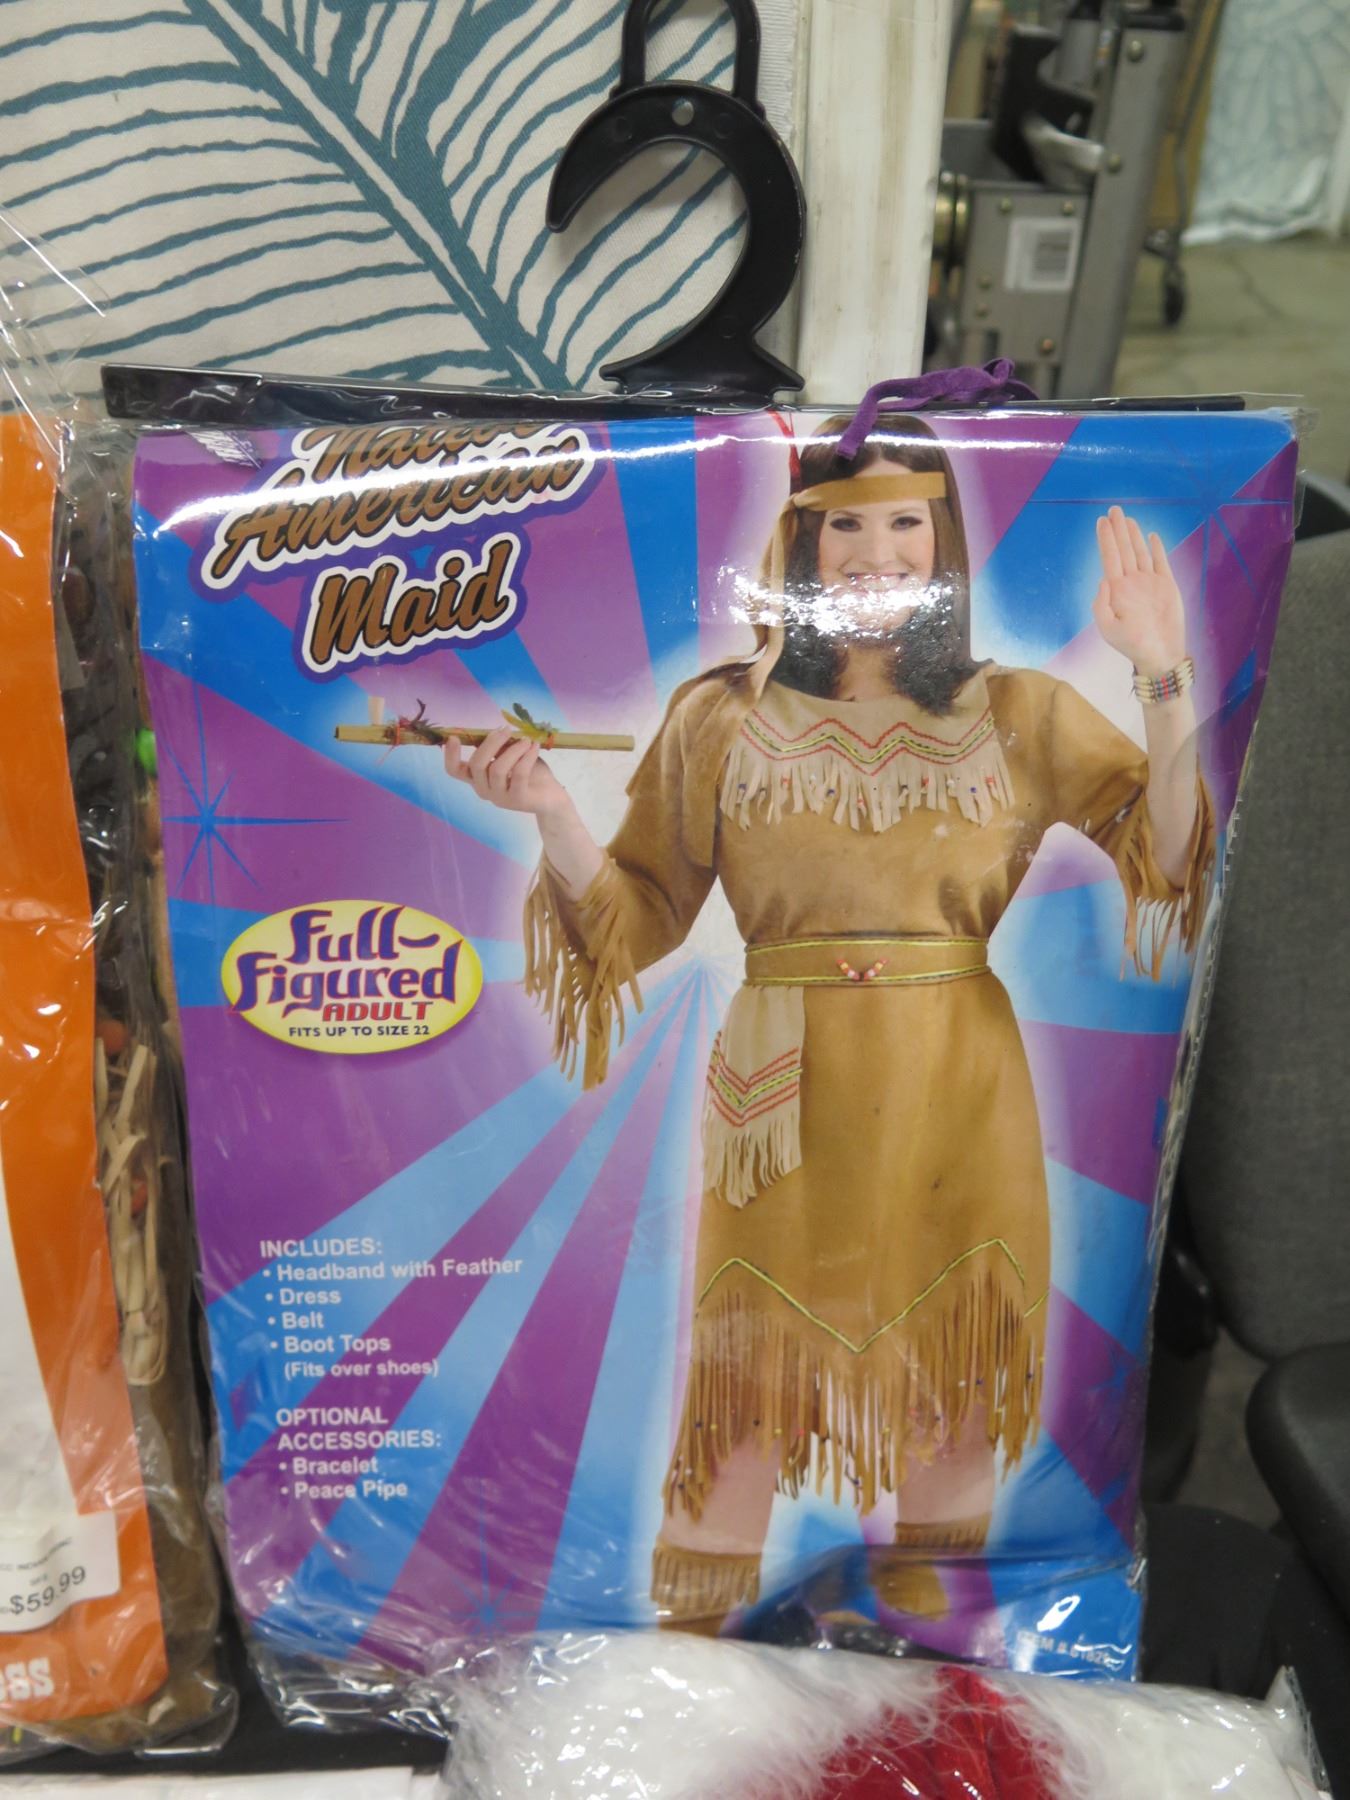 Native
American
Maid
Full-
Figured
ADULT
FITS UP TO SIZE 22
INCLUDES:
• Headband with Feather
• Dress
• Belt
• Boot Tops
(Fits over shoes)
OPTIONAL
ACCESSORIES:
• Bracelet
• Peace Pipe
$59.99